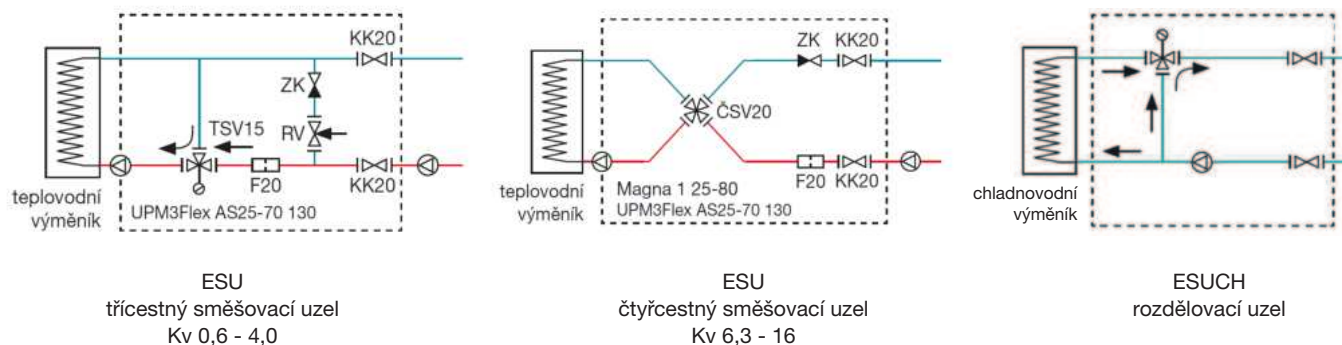 KK20
ZK
TSV15
RV
F20
KK20
teplovodní
výměník
UPM3Flex AS25-70 130
ESU
třícestný směšovací uzel
Kv 0,6 - 4,0
ZK
KK20
ČSV20
teplovodní
výměník
Magna 1 25-80
UPM3Flex AS25-70 130
F20
KK20
ESU
čtyřcestný směšovací uzel
Kv 6,3 - 16
chladnovodní
výměník
ESUCH
rozdělovací uzel